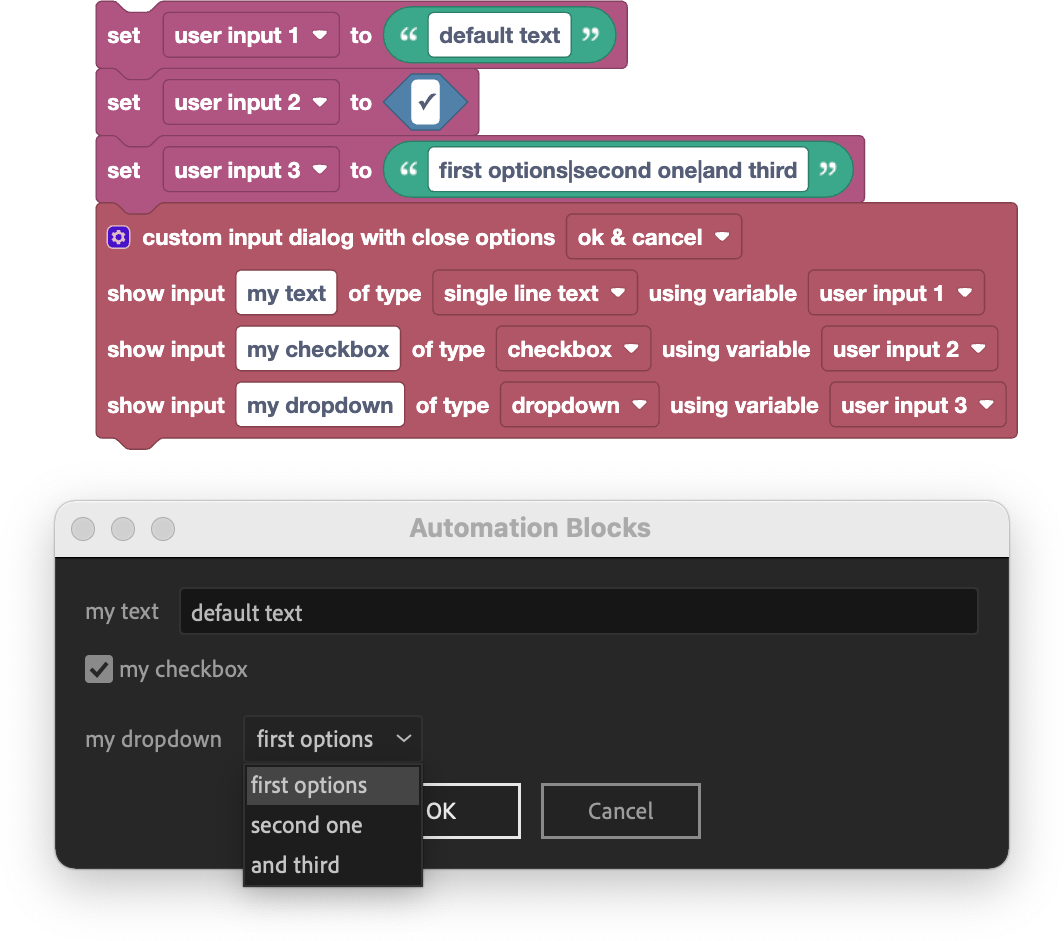 set user input 1 to “ default text ”
set user input 2 to ✓
set user input 3 to “ first options|second one|and third ”
custom input dialog with close options ok & cancel
show input my text of type single line text using variable user input 1
show input my checkbox of type checkbox using variable user input 2
show input my dropdown of type dropdown using variable user input 3
Automation Blocks
my text default text
my checkbox
my dropdown first options
first options
second one
and third
OK Cancel